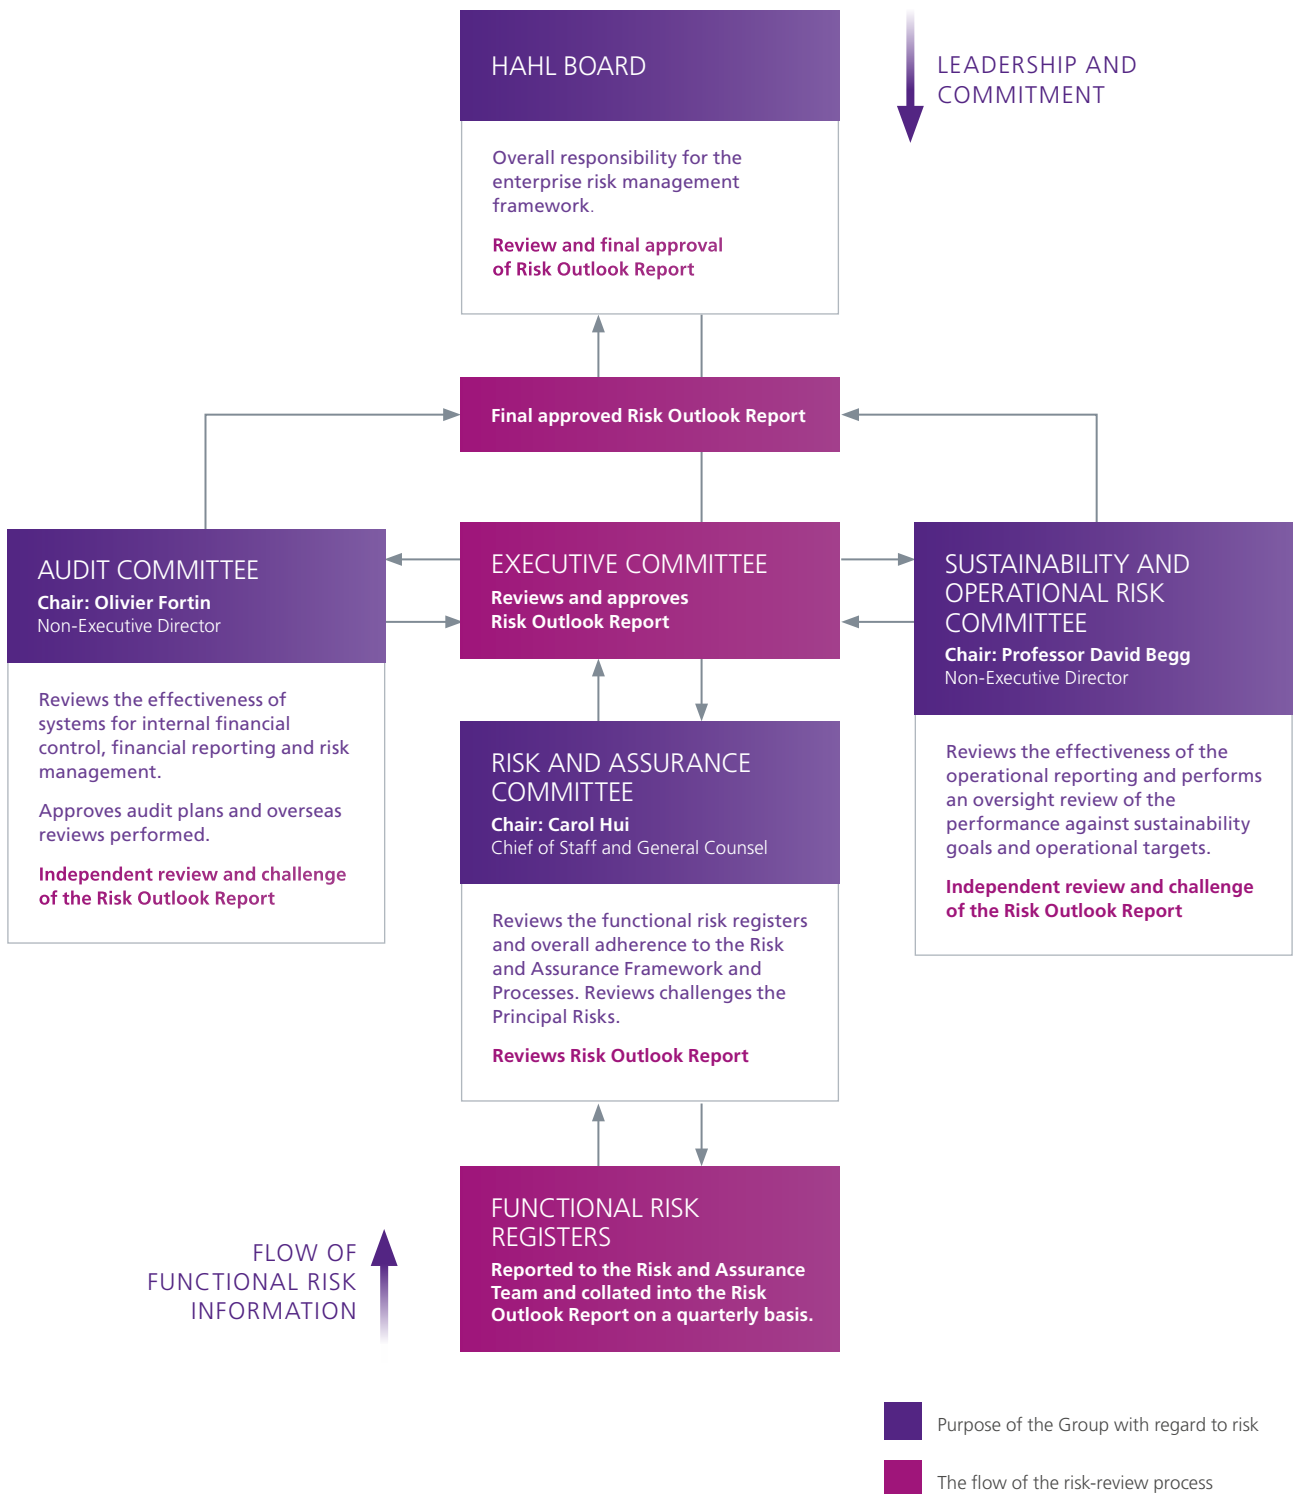 HAHL BOARD
Overall responsibility for the
enterprise risk management
framework.
Review and final approval
of Risk Outlook Report
LEADERSHIP AND
COMMITMENT
Final approved Risk Outlook Report
AUDIT COMMITTEE
Chair: Olivier Fortin
Non-Executive Director
Reviews the effectiveness of
systems for internal financial
control, financial reporting and risk
management.
Approves audit plans and overseas
reviews performed.
Independent review and challenge
of the Risk Outlook Report
EXECUTIVE COMMITTEE
Reviews and approves
Risk Outlook Report
SUSTAINABILITY AND
OPERATIONAL RISK
COMMITTEE
Chair: Professor David Begg
Non-Executive Director
Reviews the effectiveness of the
operational reporting and performs
an oversight review of the
performance against sustainability
goals and operational targets.
Independent review and challenge
of the Risk Outlook Report
RISK AND ASSURANCE
COMMITTEE
Chair: Carol Hui
Chief of Staff and General Counsel
Reviews the functional risk registers
and overall adherence to the Risk
and Assurance Framework and
Processes. Reviews challenges the
Principal Risks.
Reviews Risk Outlook Report
FUNCTIONAL RISK
REGISTERS
Reported to the Risk and Assurance
Team and collated into the Risk
Outlook Report on a quarterly basis.
FLOW OF
FUNCTIONAL RISK
INFORMATION
Purpose of the Group with regard to risk
The flow of the risk-review process